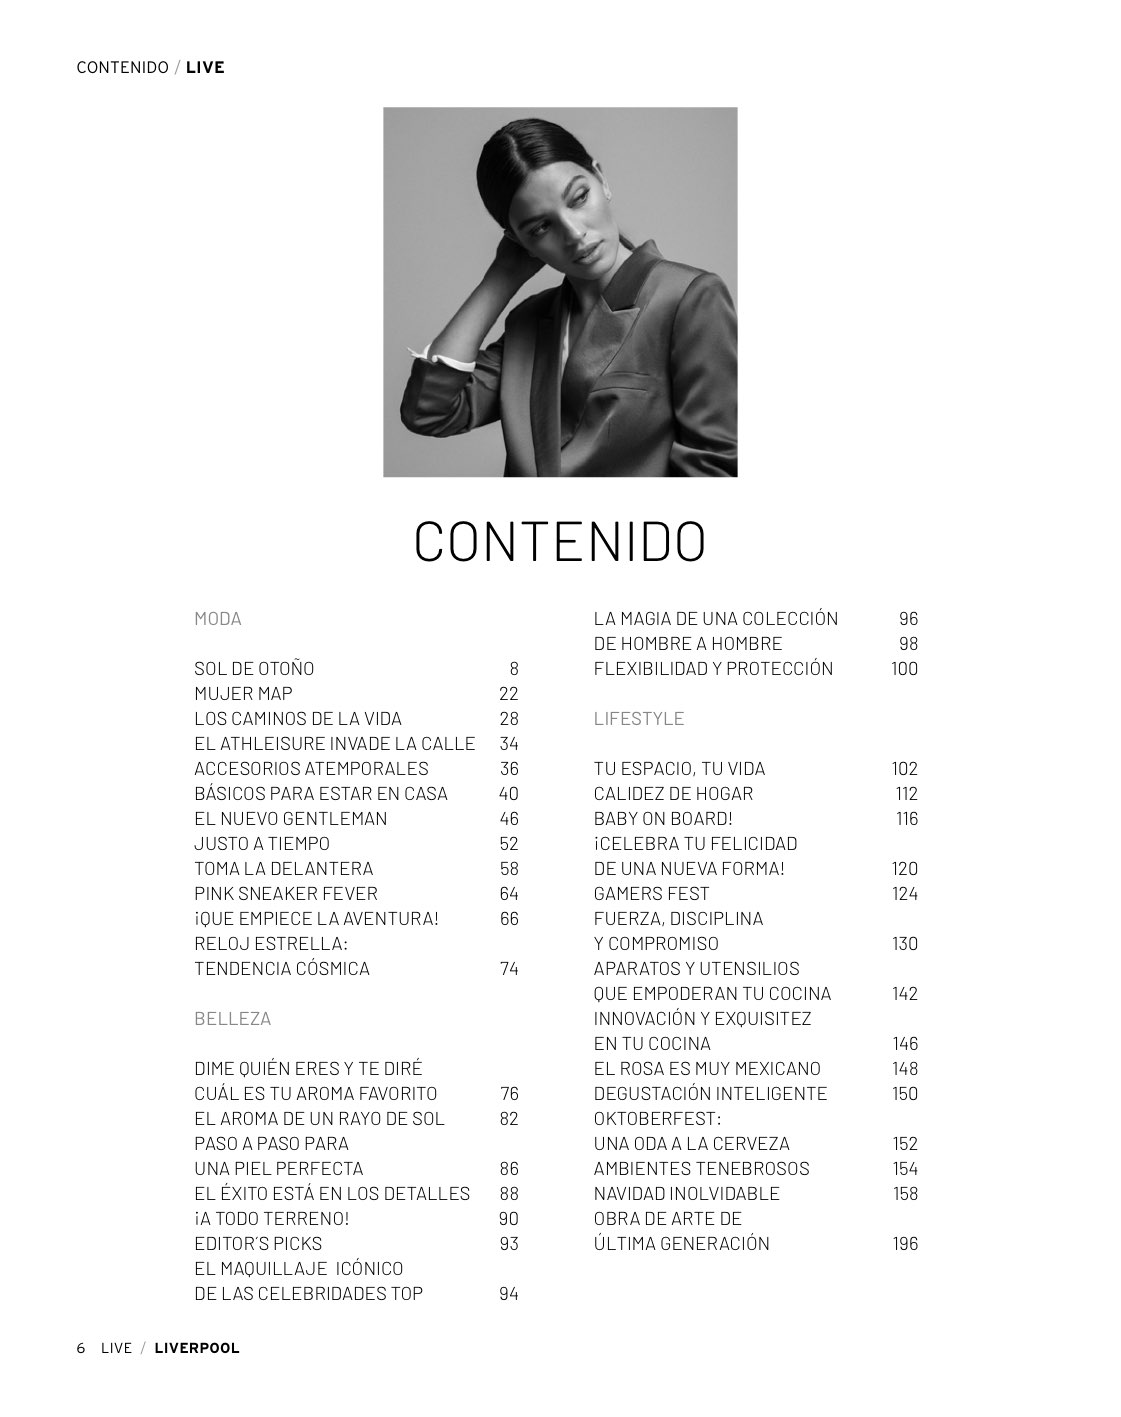 CONTENIDO / LIVE
CONTENIDO
MODA
SOL DE OTOÑO 8
MUJER MAP 22
LOS CAMINOS DE LA VIDA 28
EL ATHLEISURE INVADE LA CALLE 34
ACCESORIOS ATEMPORALES 36
BÁSICOS PARA ESTAR EN CASA 40
EL NUEVO GENTLEMAN 46
JUSTO A TIEMPO 52
TOMA LA DELANTERA 58
PINK SNEAKER FEVER 64
¡QUE EMPIECE LA AVENTURA! 66
RELOJ ESTRELLA:
TENDENCIA CÓSMICA 74
BELLEZA
DIME QUIÉN ERES Y TE DIRÉ
CUÁL ES TU AROMA FAVORITO 76
EL AROMA DE UN RAYO DE SOL 82
PASO A PASO PARA
UNA PIEL PERFECTA 86
EL ÉXITO ESTÁ EN LOS DETALLES 88
¡A TODO TERRENO! 90
EDITOR´S PICKS 93
EL MAQUILLAJE ICÓNICO
DE LAS CELEBRIDADES TOP 94
LA MAGIA DE UNA COLECCIÓN 96
DE HOMBRE A HOMBRE 98
FLEXIBILIDAD Y PROTECCIÓN 100
LIFESTYLE
TU ESPACIO, TU VIDA 102
CALIDEZ DE HOGAR 112
BABY ON BOARD! 116
¡CELEBRA TU FELICIDAD
DE UNA NUEVA FORMA! 120
GAMERS FEST 124
FUERZA, DISCIPLINA
Y COMPROMISO 130
APARATOS Y UTENSILIOS
QUE EMPODERAN TU COCINA 142
INNOVACIÓN Y EXQUISITEZ
EN TU COCINA 146
EL ROSA ES MUY MEXICANO 148
DEGUSTACIÓN INTELIGENTE 150
OKTOBERFEST:
UNA ODA A LA CERVEZA 152
AMBIENTES TENEBROSOS 154
NAVIDAD INOLVIDABLE 158
OBRA DE ARTE DE
ÚLTIMA GENERACIÓN 196
6 LIVE / LIVERPOOL